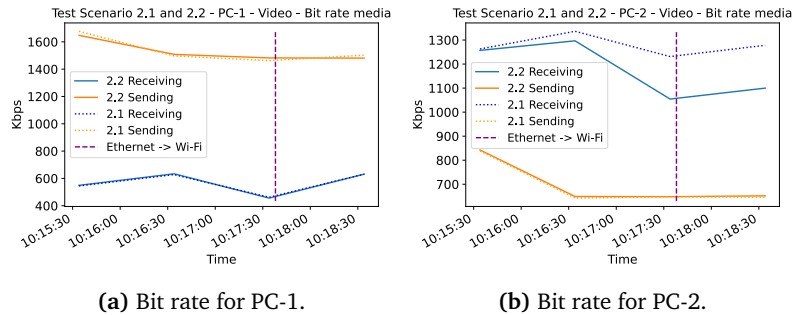 Test Scenario 2.1 and 2.2 - PC-1 - Video - Bit rate media
1600
1400
1200
1000
800
600
400
Kbps
2.2 Receiving
2.2 Sending
2.1 Receiving
2.1 Sending
Ethernet -> Wi-Fi
10:15:30
10:16:00
10:16:30
10:17:00
10:17:30
10:18:00
10:18:30
Time
(a) Bit rate for PC-1.
Test Scenario 2.1 and 2.2 - PC-2 - Video - Bit rate media
1300
1200
1100
1000
900
800
700
Kbps
2.2 Receiving
2.2 Sending
2.1 Receiving
2.1 Sending
Ethernet -> Wi-Fi
10:15:30
10:16:00
10:16:30
10:17:00
10:17:30
10:18:00
10:18:30
Time
(b) Bit rate for PC-2.